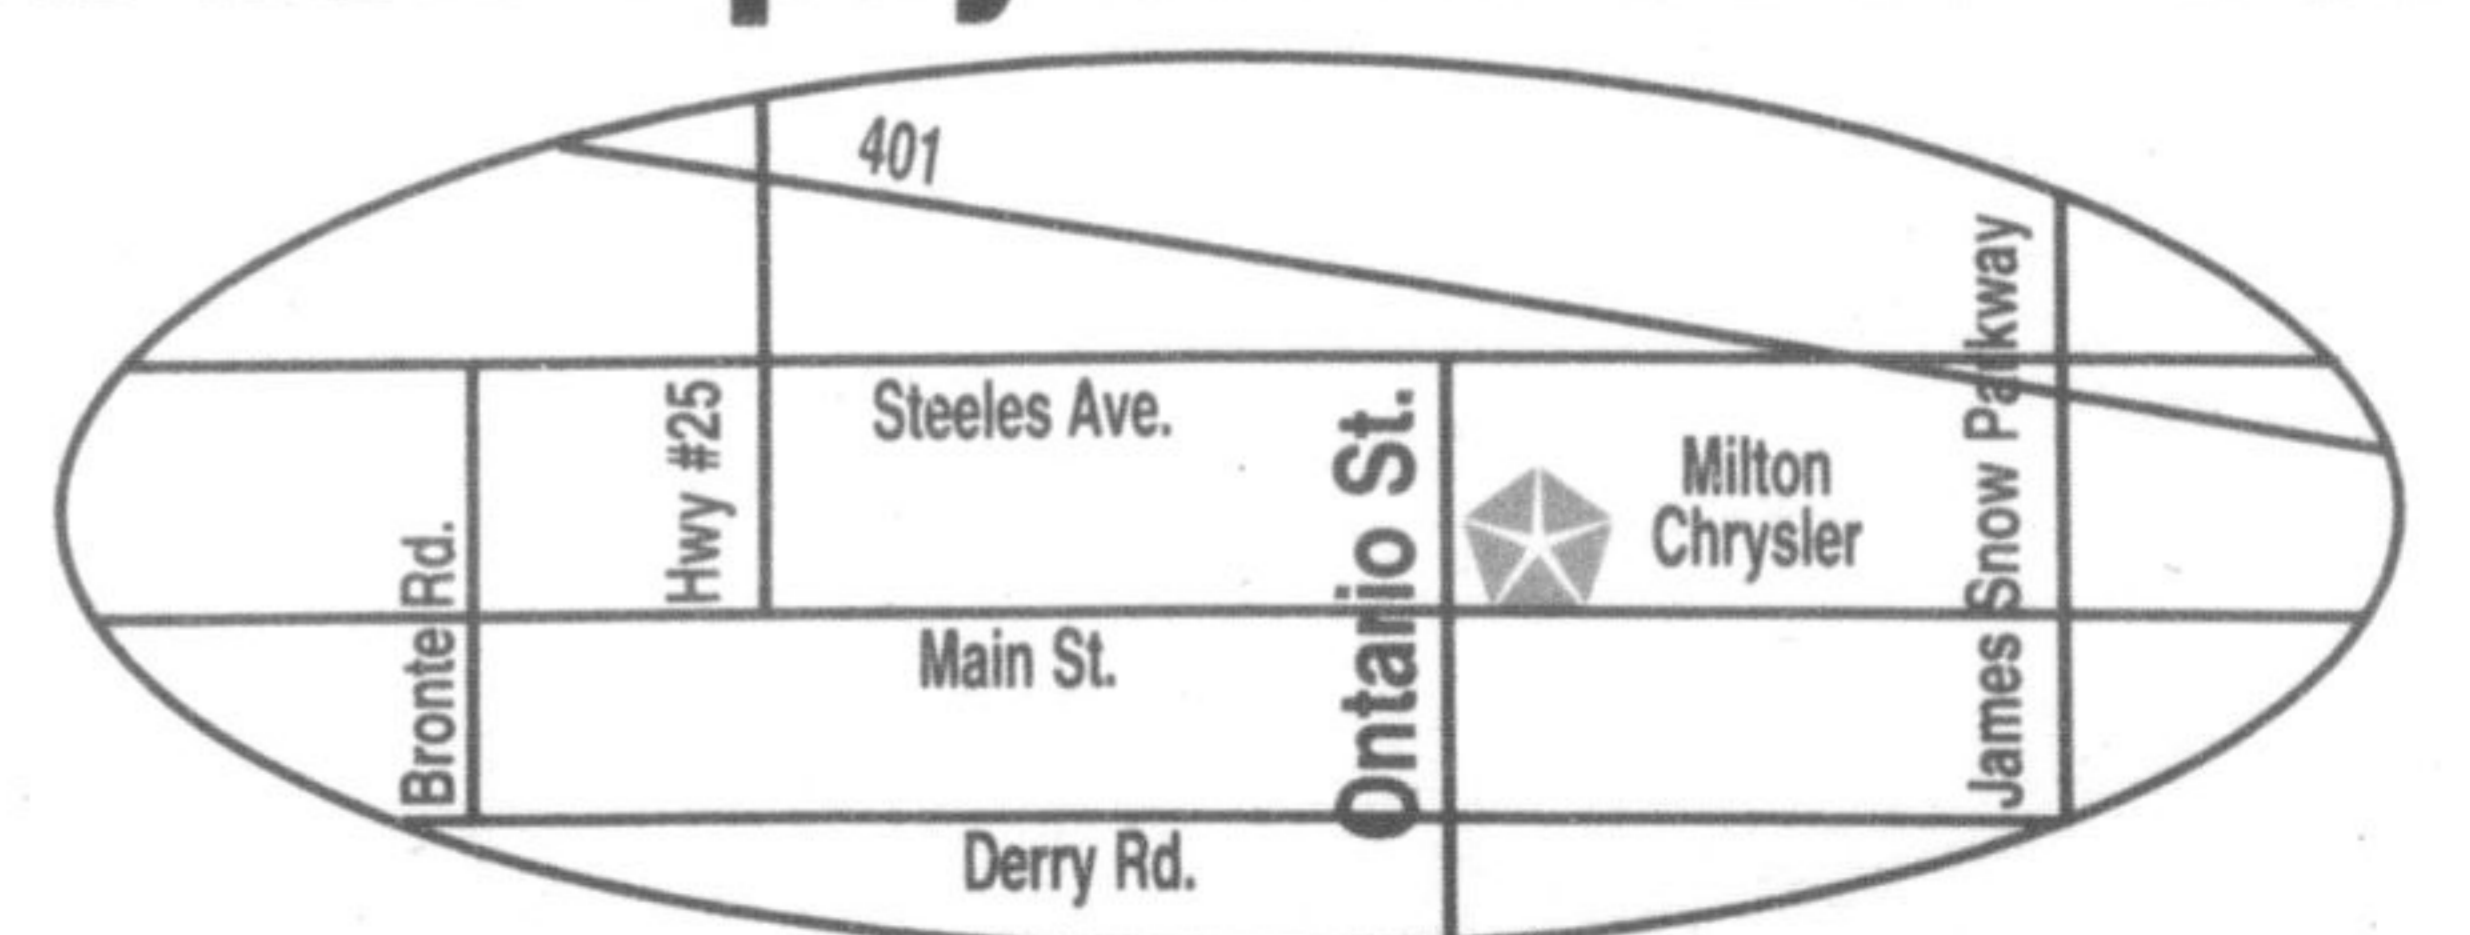 401
Steeles Ave.
Hwy #25
Ontario St.
Milton
Chrysler
James Snow Parkway
Bronte Rd.
Main St.
Derry Rd.